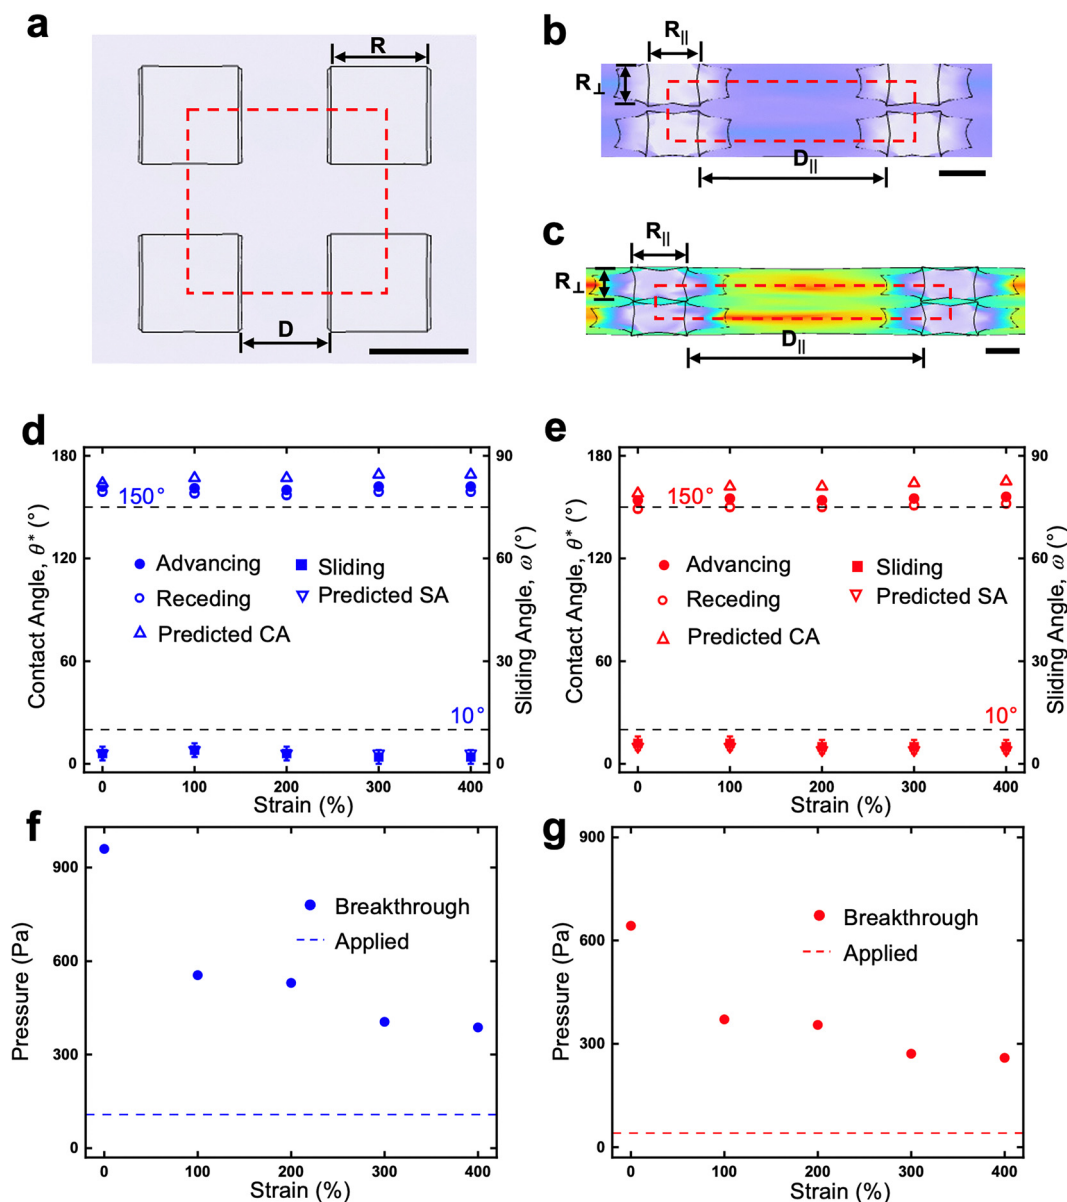 a
R
D
b
R||
R⊥
D||
c
R||
R⊥
D||
d
180
120
60
0
Contact Angle, θ* (°)
150°
Advancing
Receding
Predicted CA
Sliding
Predicted SA
10°
90
60
30
0
Sliding Angle, ω (°)
0 100 200 300 400
Strain (%)
e
180
120
60
0
Contact Angle, θ* (°)
150°
Advancing
Receding
Predicted CA
Sliding
Predicted SA
10°
90
60
30
0
Sliding Angle, ω (°)
0 100 200 300 400
Strain (%)
f
900
600
300
0
Pressure (Pa)
Breakthrough
Applied
0 100 200 300 400
Strain (%)
g
900
600
300
0
Pressure (Pa)
Breakthrough
Applied
0 100 200 300 400
Strain (%)